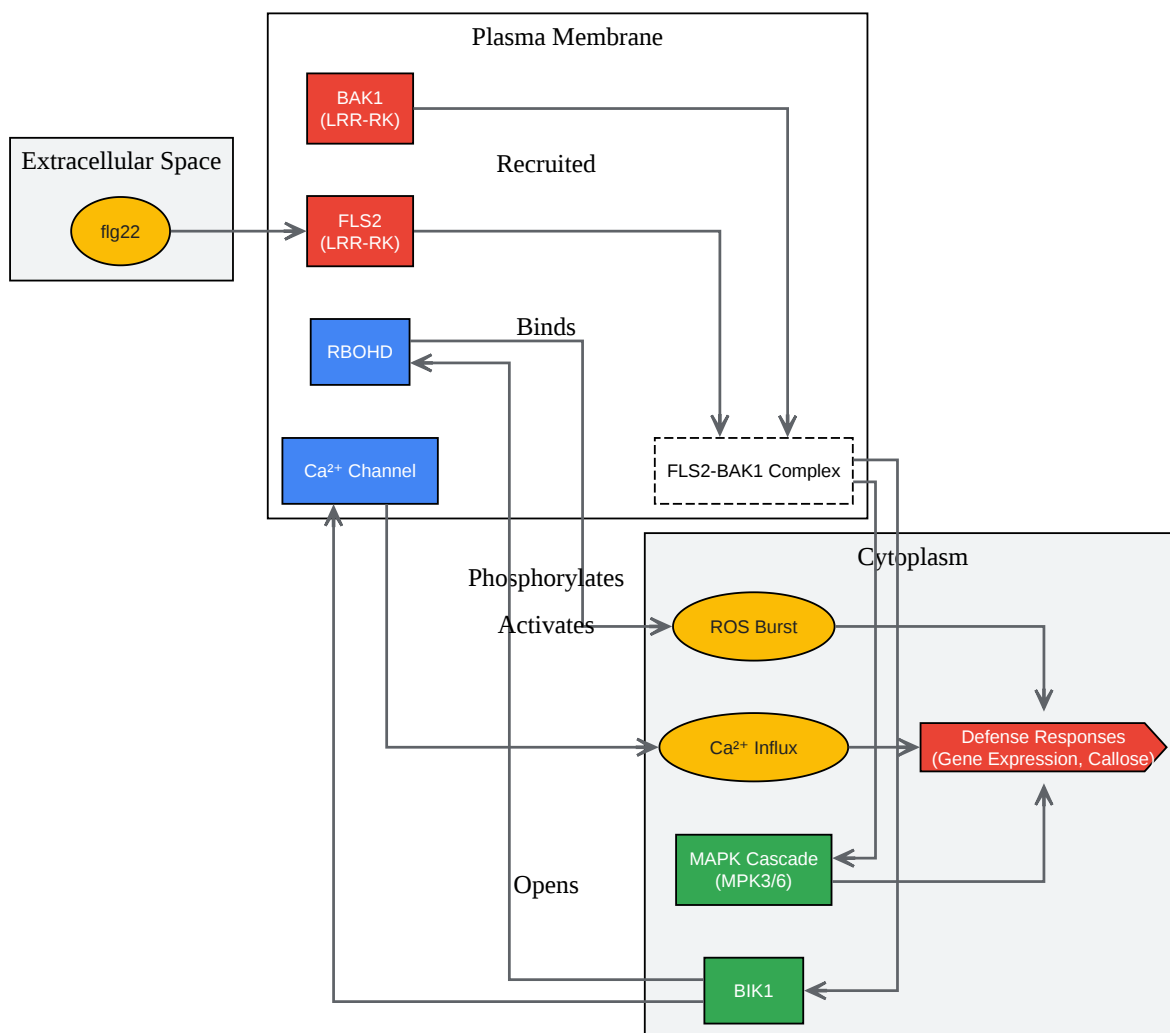 Plasma Membrane
BAK1
(LRR-RK)
Extracellular Space
Recruited
flg22
FLS2
(LRR-RK)
Binds
RBOHD
Ca²⁺ Channel
FLS2-BAK1 Complex
Cytoplasm
Phosphorylates
Activates
ROS Burst
Ca²⁺ Influx
Defense Responses
(Gene Expression, Callose)
MAPK Cascade
(MPK3/6)
Opens
BIK1